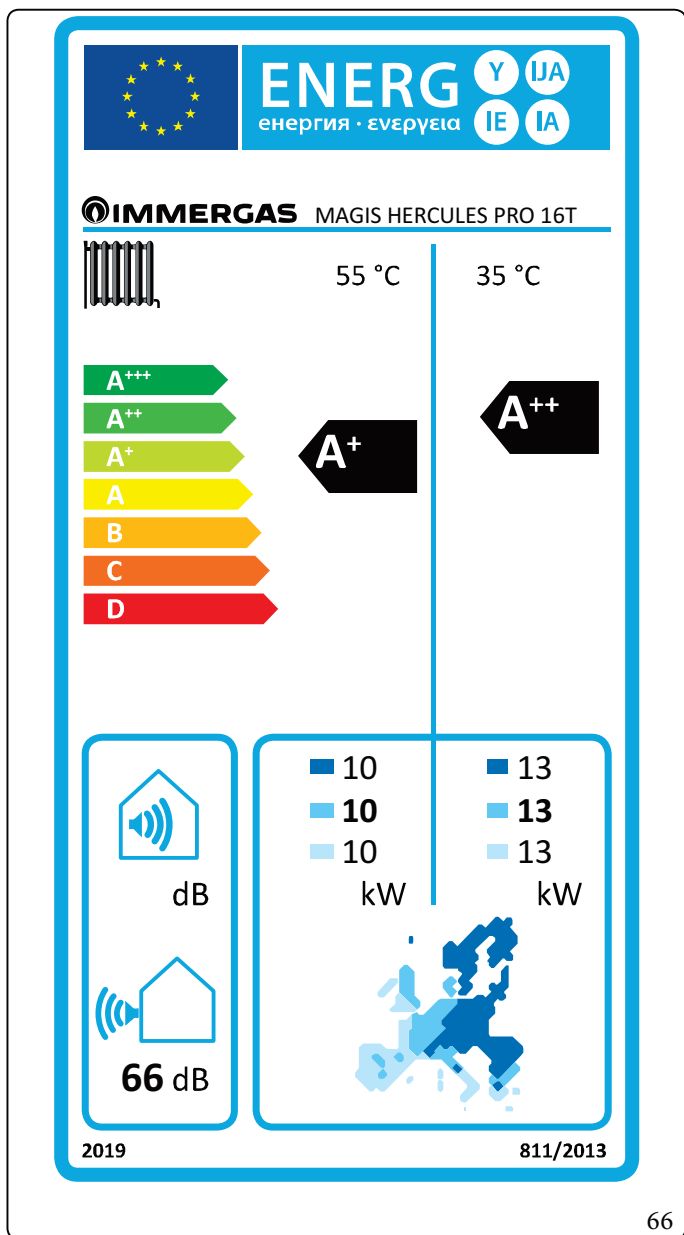 ENERG Y IJA
енергия · ενεργεια IE IA
IMMERGAS MAGIS HERCULES PRO 16T
55 °C 35 °C
A+++
A++
A+
A
B
C
D
A+
A++
10 13
10 13
10 13
kW kW
dB
66 dB
2019 811/2013
66